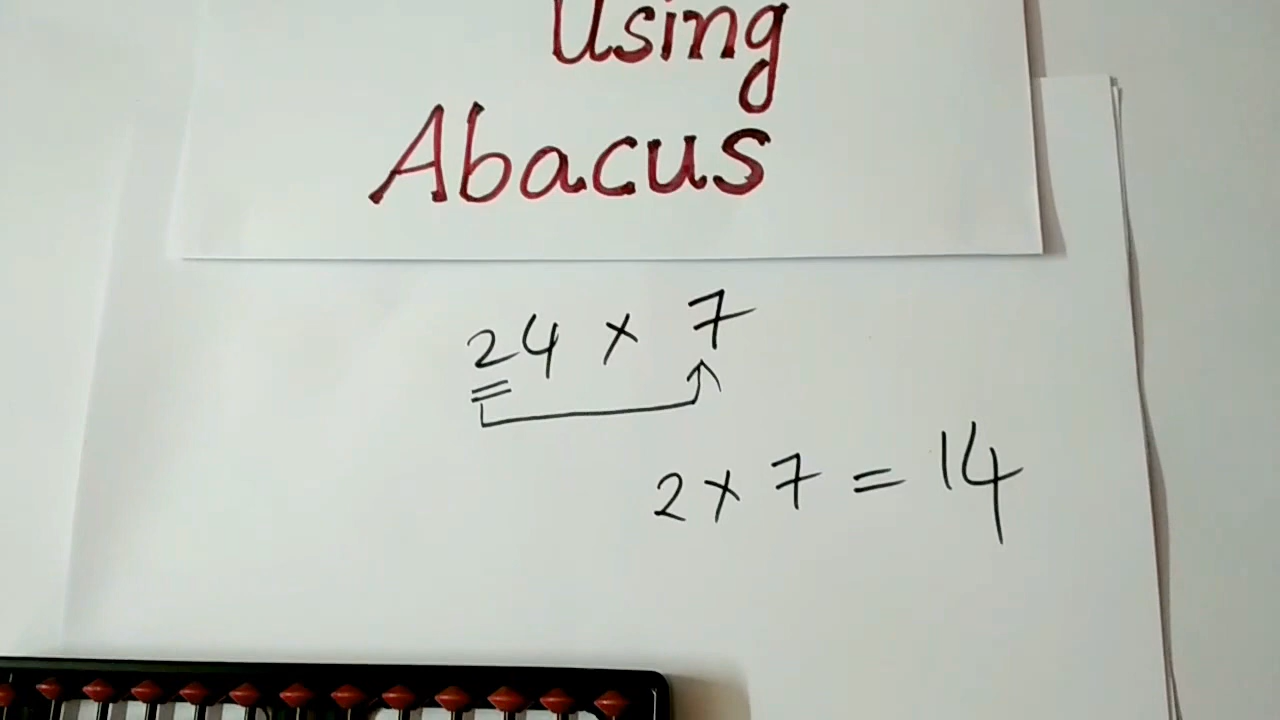 Using
Abacus
24 × 7
2 × 7 = 14